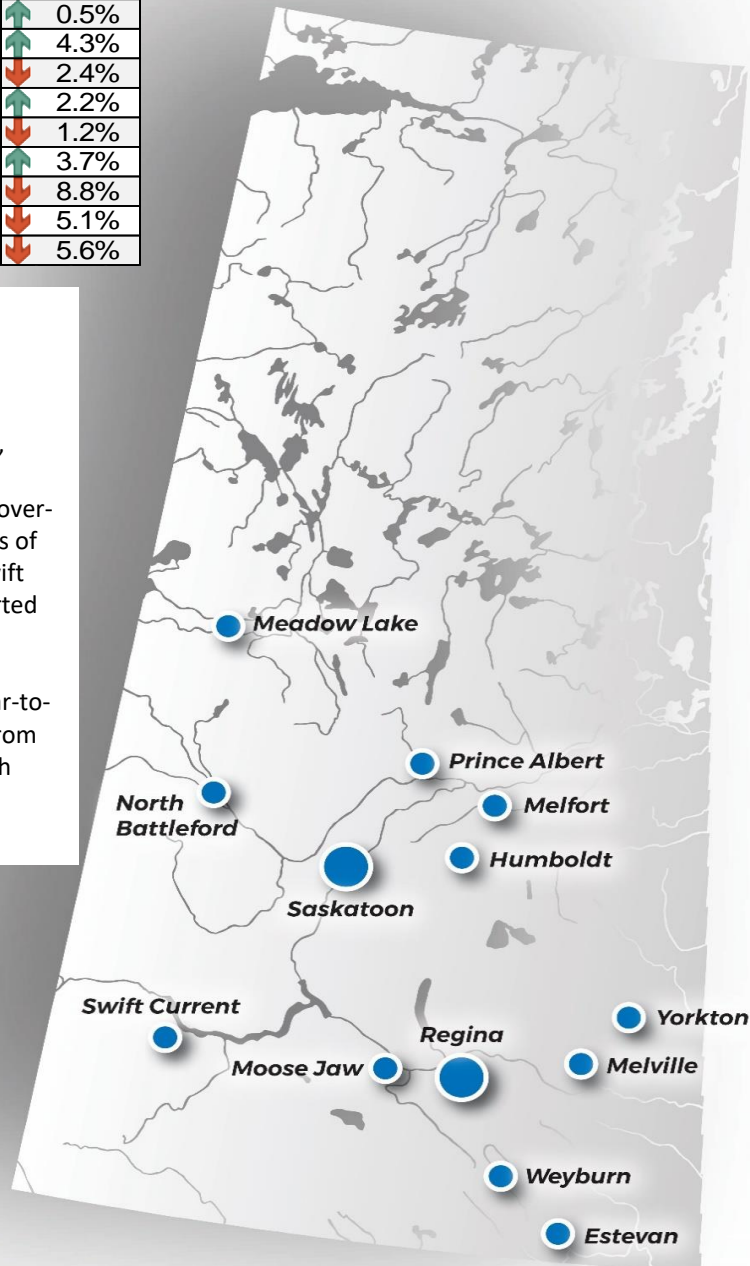 0.5%
4.3%
2.4%
2.2%
1.2%
3.7%
8.8%
5.1%
5.6%
,
over-
s of
ift
rted
ar-to-
rom
h
Meadow Lake
Prince Albert
North
Battleford
Melfort
Humboldt
Saskatoon
Swift Current
Yorkton
Regina
Moose Jaw
Melville
Weyburn
Estevan